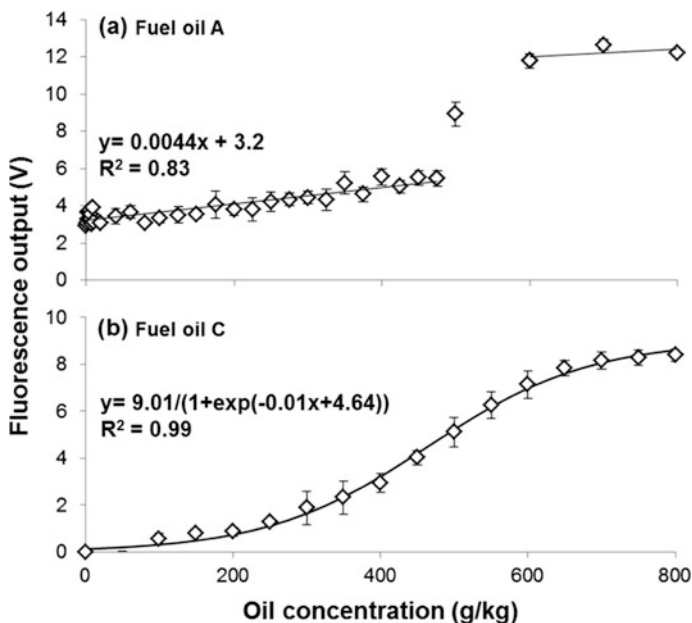 14
(a) Fuel oil A
12
10
8
y= 0.0044x + 3.2
R² = 0.83
6
4
2
0
Fluorescence output (V)
10
(b) Fuel oil C
8
y= 9.01/(1+exp(-0.01x+4.64))
R² = 0.99
6
4
2
0
0 200 400 600 800
Oil concentration (g/kg)